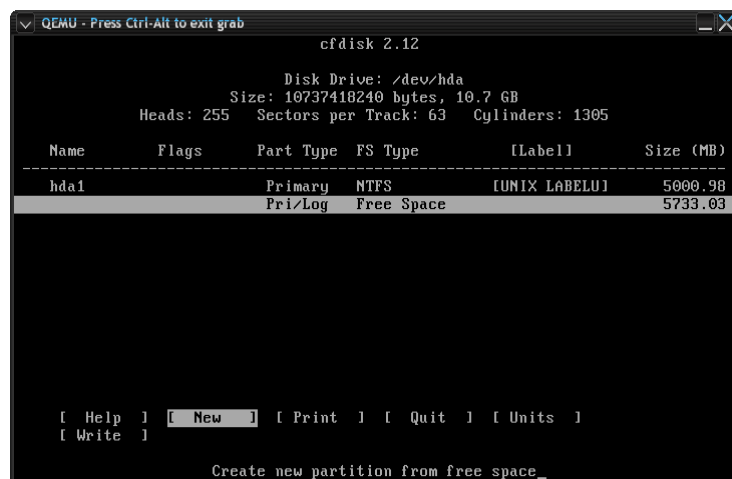 QEMU - Press Ctrl-Alt to exit grab
cfdisk 2.12
Disk Drive: /dev/hda
Size: 10737418240 bytes, 10.7 GB
Heads: 255   Sectors per Track: 63   Cylinders: 1305
Name   Flags   Part Type   FS Type   [Label]   Size (MB)
hda1   Primary   NTFS   [UNIX LABELU]   5000.98
Pri/Log   Free Space   5733.03
[ Help ] [ New ] [ Print ] [ Quit ] [ Units ]
[ Write ]
Create new partition from free space_